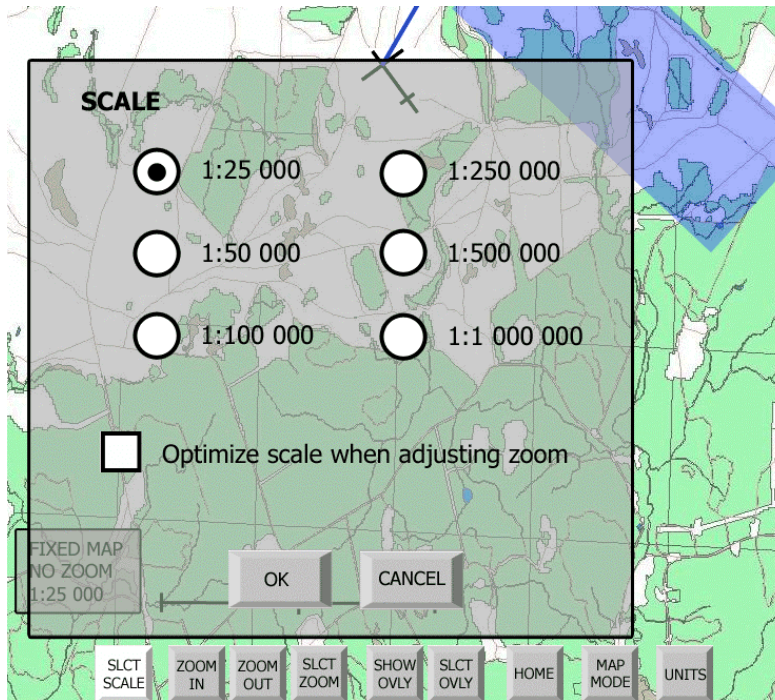 SCALE
1:25 000
1:250 000
1:50 000
1:500 000
1:100 000
1:1 000 000
Optimize scale when adjusting zoom
FIXED MAP
NO ZOOM
1:25 000
OK
CANCEL
SLCT
SCALE
ZOOM
IN
ZOOM
OUT
SLCT
ZOOM
SHOW
OVLY
SLCT
OVLY
HOME
MAP
MODE
UNITS